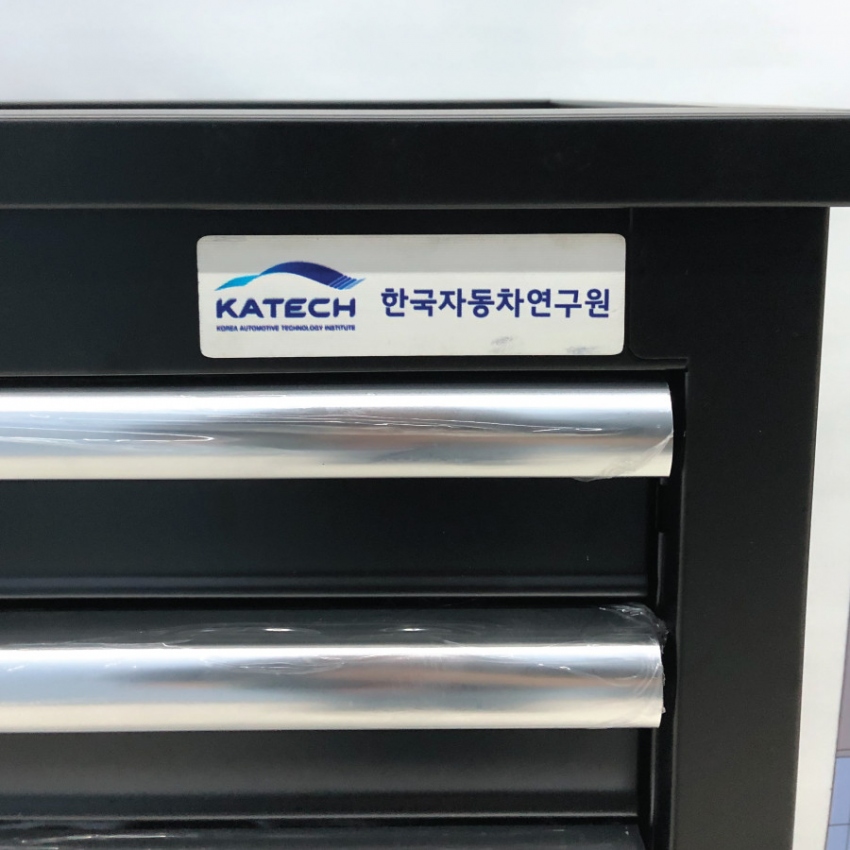 KATECH 한국자동차연구원
KOREA AUTOMOTIVE TECHNOLOGY INSTITUTE